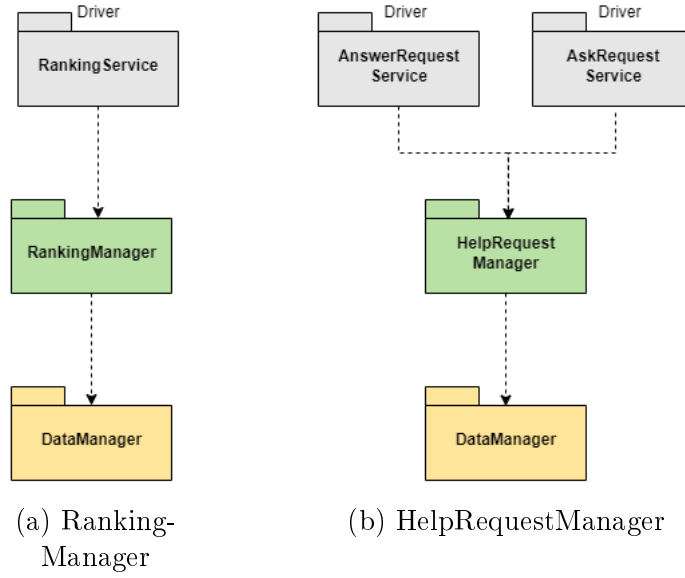 Driver
RankingService
RankingManager
DataManager
(a) Ranking-
Manager
Driver
AnswerRequest
Service
Driver
AskRequest
Service
HelpRequest
Manager
DataManager
(b) HelpRequestManager